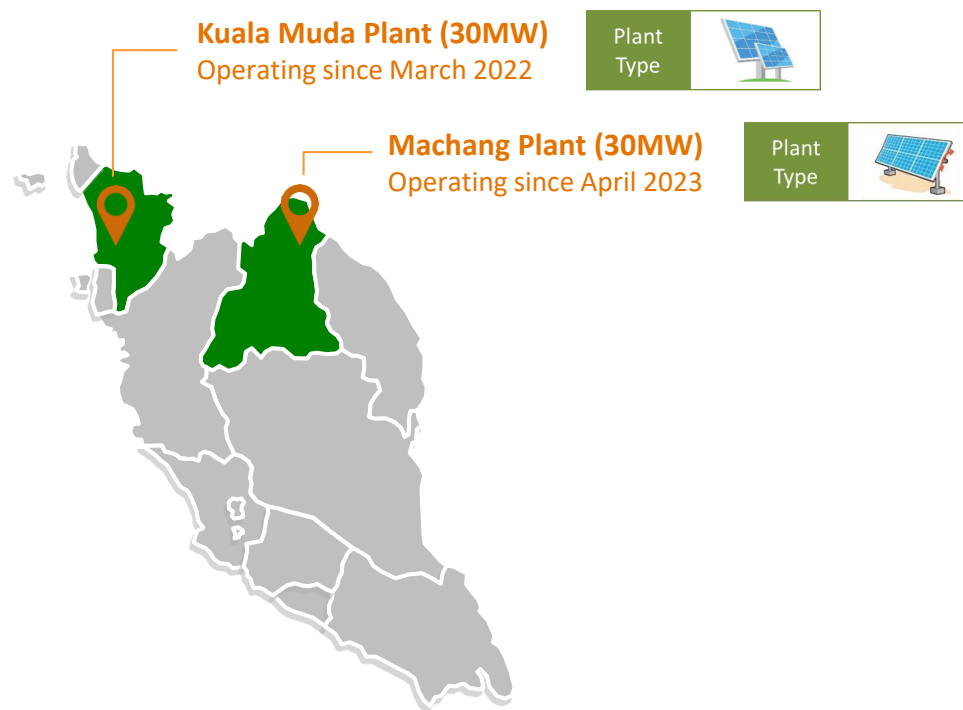 Kuala Muda Plant (30MW)
Operating since March 2022
Plant
Type
Machang Plant (30MW)
Operating since April 2023
Plant
Type